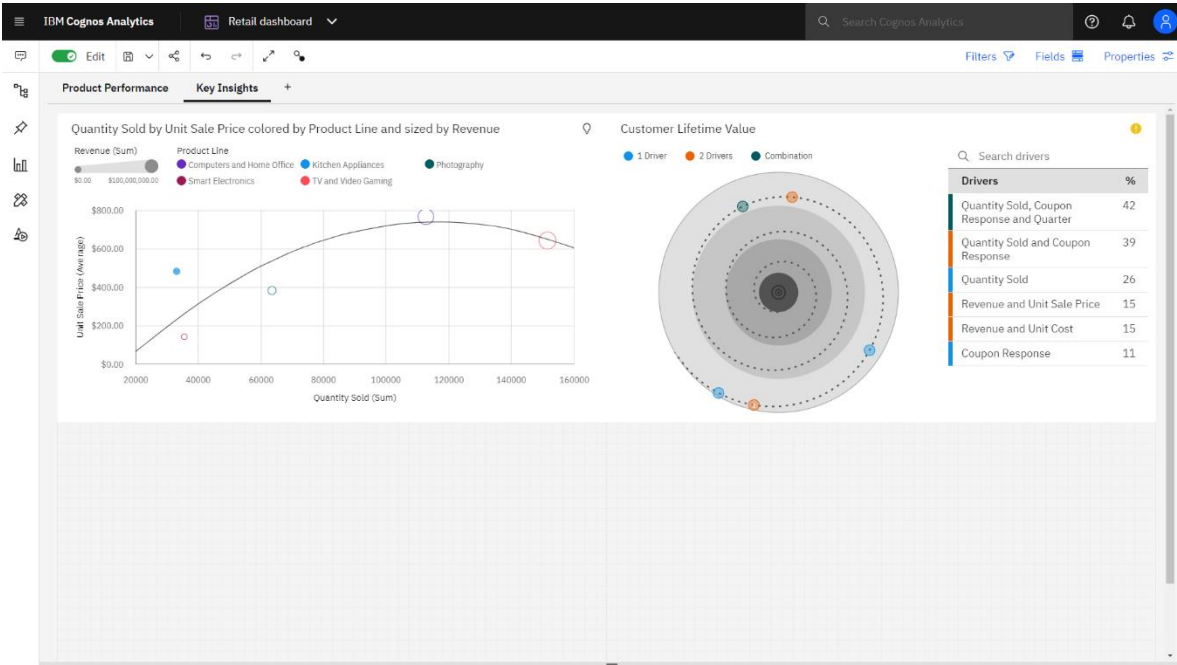 IBM Cognos Analytics
Retail dashboard
Search Cognos Analytics
Edit
Filters
Fields
Properties
Product Performance
Key Insights
+
Quantity Sold by Unit Sale Price colored by Product Line and sized by Revenue
Revenue (Sum)
$0.00
$100,000,000.00
Product Line
Computers and Home Office
Kitchen Appliances
Photography
Smart Electronics
TV and Video Gaming
Unit Sale Price (Average)
$800.00
$600.00
$400.00
$200.00
$0.00
20000
40000
60000
80000
100000
120000
140000
160000
Quantity Sold (Sum)
Customer Lifetime Value
1 Driver
2 Drivers
Combination
Search drivers
Drivers %
Quantity Sold, Coupon 42
Response and Quarter
Quantity Sold and Coupon 39
Response
Quantity Sold 26
Revenue and Unit Sale Price 15
Revenue and Unit Cost 15
Coupon Response 11